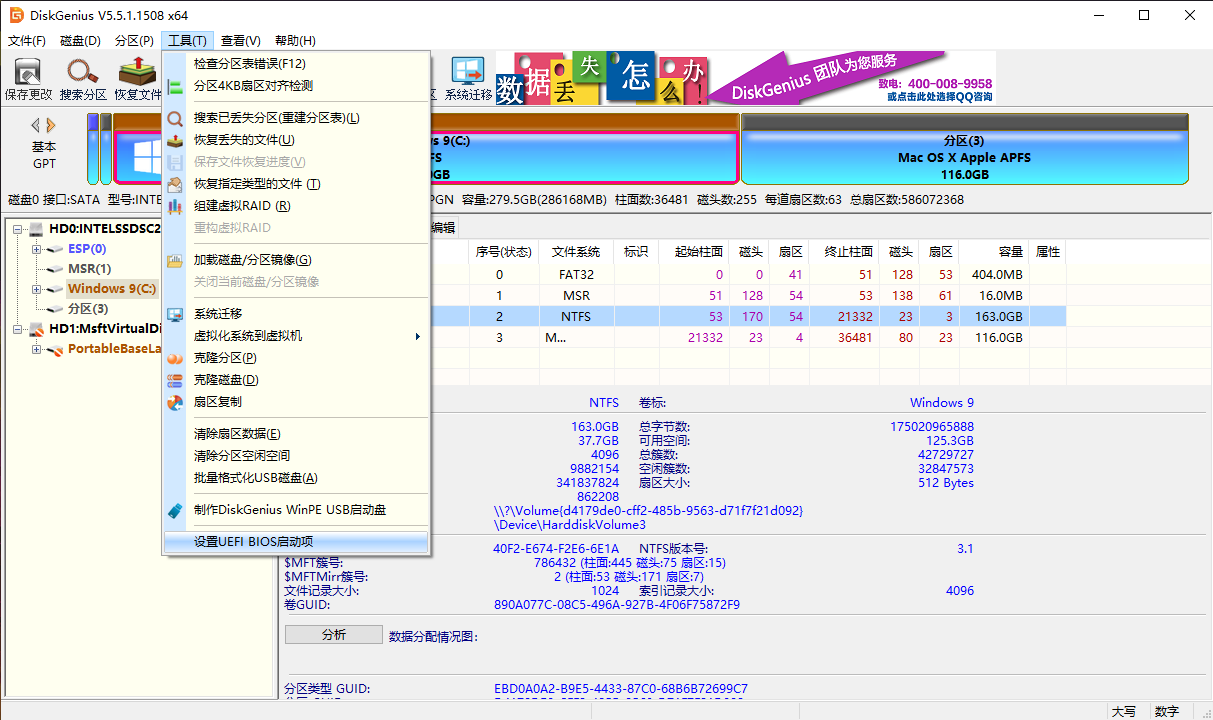 DiskGenius V5.5.1.1508 x64
文件(F) 磁盘(D) 分区(P) 工具(T) 查看(V) 帮助(H)
保存更改 搜索分区 恢复文件 系统迁移
数据丢失怎么办!
DiskGenius 团队为您服务
致电: 400-008-9958
或点击此处选择QQ咨询
检查分区表错误(F12)
分区4KB扇区对齐检测
搜索已丢失分区(重建分区表)(L)
恢复丢失的文件(U)
保存文件恢复进度(V)
恢复指定类型的文件 (T)
组建虚拟RAID (R)
重构虚拟RAID
加载磁盘/分区镜像(G)
关闭当前磁盘/分区镜像
系统迁移
虚拟化系统到虚拟机
克隆分区(P)
克隆磁盘(D)
扇区复制
清除扇区数据(E)
清除分区空闲空间
批量格式化USB磁盘(A)
制作DiskGenius WinPE USB启动盘
设置UEFI BIOS启动项
基本
GPT
s 9(C:)
FS
0GB
分区(3)
Mac OS X Apple APFS
116.0GB
磁盘0 接口:SATA 型号:INTE PGN 容量:279.5GB(286168MB) 柱面数:36481 磁头数:255 每道扇区数:63 总扇区数:586072368
HD0:INTELSSDSC2
ESP(0)
MSR(1)
Windows 9(C:)
分区(3)
HD1:MsftVirtualDi
PortableBaseLa
编辑
序号(状态) 文件系统 标识 起始柱面 磁头 扇区 终止柱面 磁头 扇区 容量 属性
0 FAT32 0 0 41 51 128 53 404.0MB
1 MSR 51 128 54 53 138 61 16.0MB
2 NTFS 53 170 54 21332 23 3 163.0GB
3 M... 21332 23 4 36481 80 23 116.0GB
NTFS 卷标: Windows 9
163.0GB 总字节数: 175020965888
37.7GB 可用空间: 125.3GB
4096 总簇数: 42729727
9882154 空闲簇数: 32847573
341837824 扇区大小: 512 Bytes
862208
\\?\Volume{d4179de0-cff2-485b-9563-d71f7f21d092}
\Device\HarddiskVolume3
40F2-E674-F2E6-6E1A NTFS版本号: 3.1
$MFT簇号: 786432 (柱面:445 磁头:75 扇区:15)
$MFTMirr簇号: 2 (柱面:53 磁头:171 扇区:7)
文件记录大小: 1024 索引记录大小: 4096
卷GUID: 890A077C-08C5-496A-927B-4F06F75872F9
分析 数据分配情况图:
分区类型 GUID: EBD0A0A2-B9E5-4433-87C0-68B6B72699C7
大写 数字